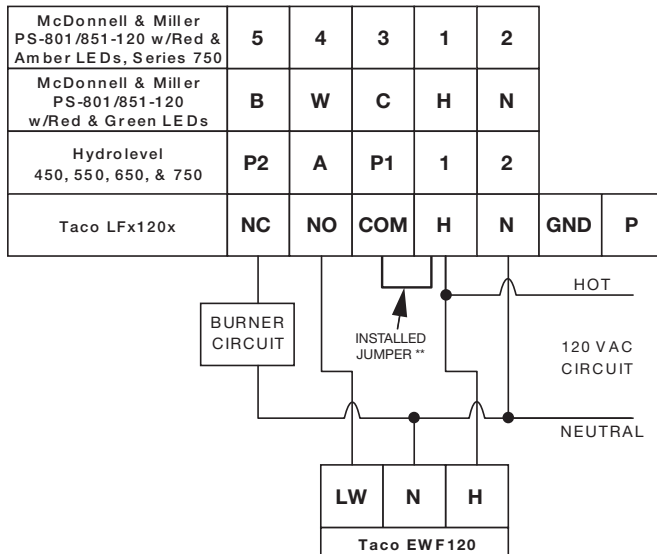 McDonnell & Miller
PS-801/851-120 w/Red &
Amber LEDs, Series 750
5 4 3 1 2
McDonnell & Miller
PS-801/851-120
w/Red & Green LEDs
B W C H N
Hydrolevel
450, 550, 650, & 750
P2 A P1 1 2
Taco LFx120x
NC NO COM H N GND P
HOT
BURNER
CIRCUIT
INSTALLED
JUMPER **
120 VAC
CIRCUIT
NEUTRAL
LW N H
Taco EWF120